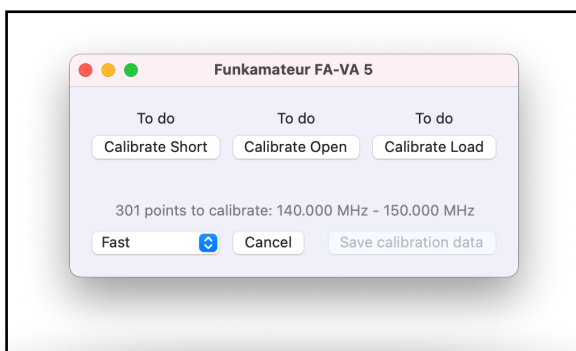 Funkamateur FA-VA 5
To do To do To do
Calibrate Short Calibrate Open Calibrate Load
301 points to calibrate: 140.000 MHz - 150.000 MHz
Fast Cancel Save calibration data